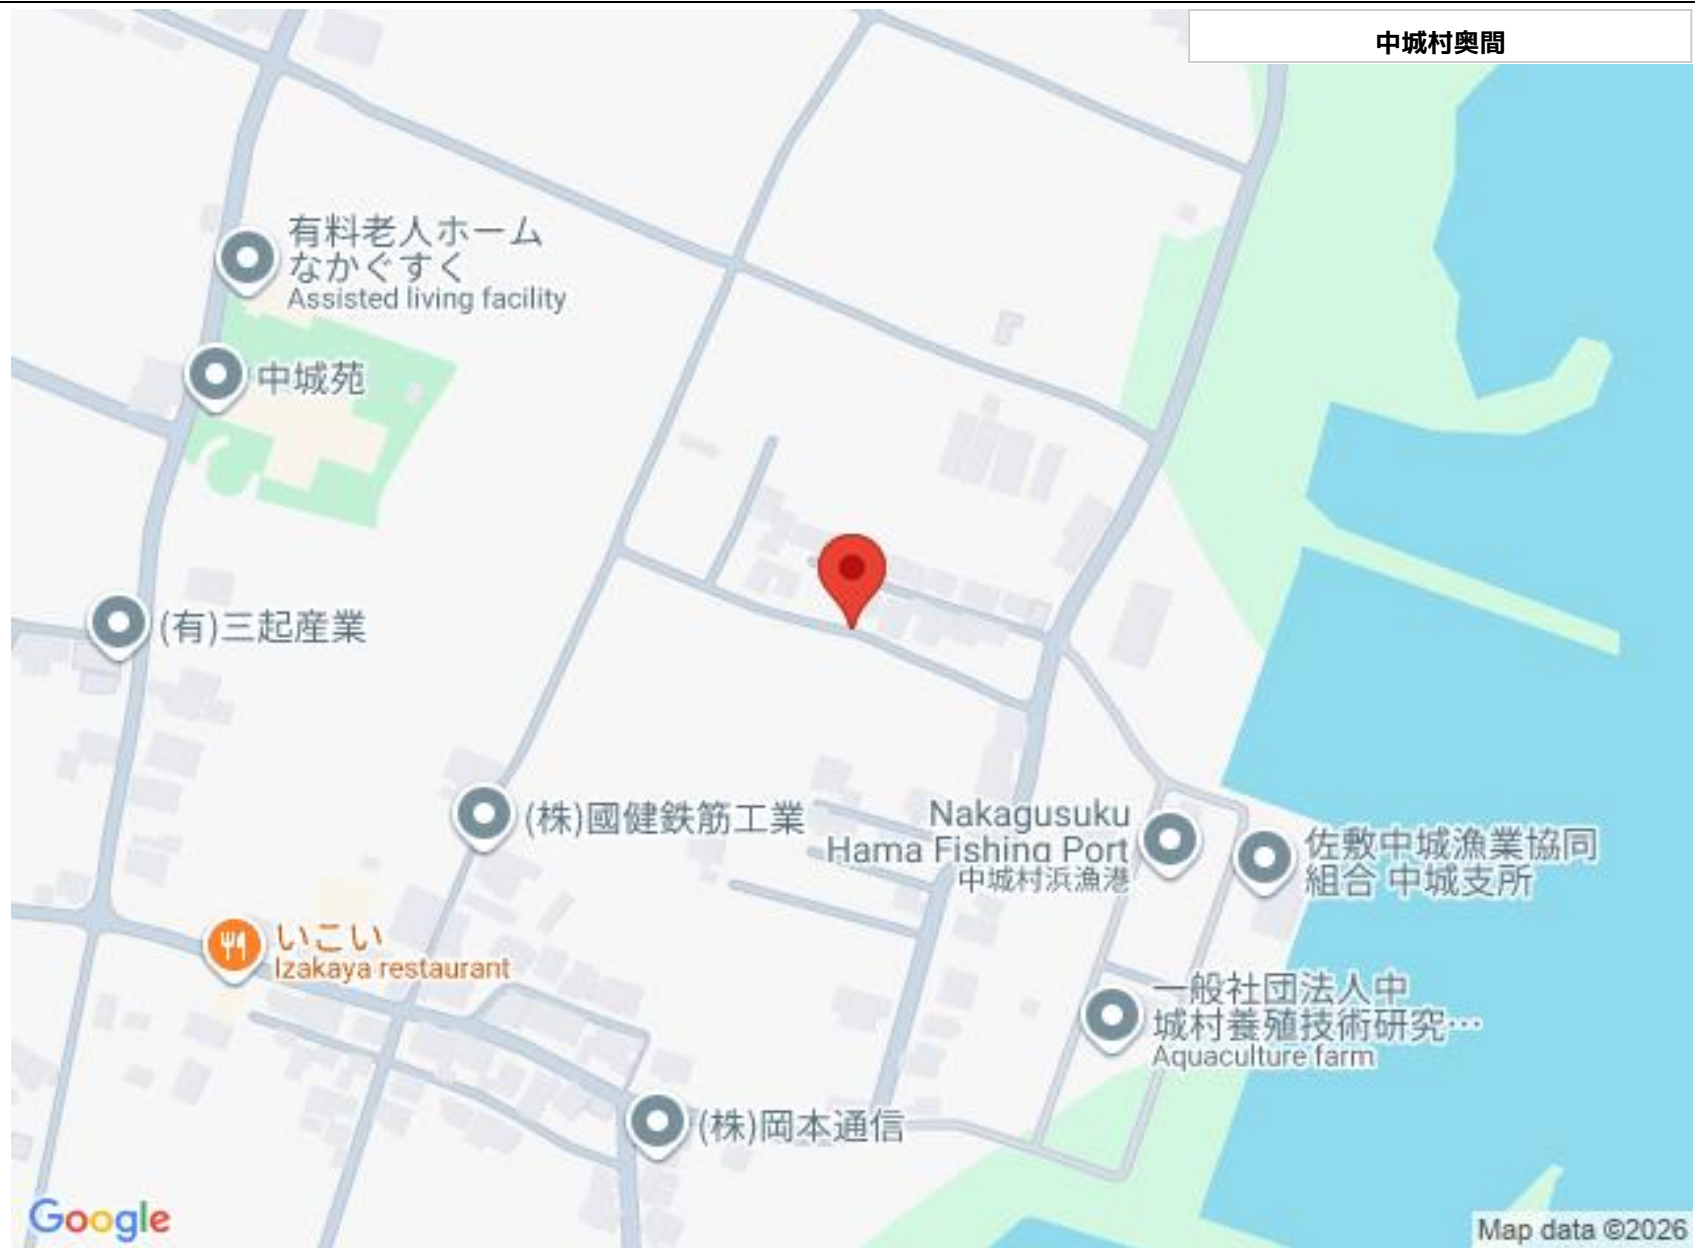 中城村奥間
有料老人ホーム
なかぐすく
Assisted living facility
中城苑
(有)三起産業
(株)國健鉄筋工業
Nakagusuku
Hama Fishing Port
中城村浜漁港
佐敷中城漁業協同
組合 中城支所
いこい
Izakaya restaurant
一般社団法人中
城村養殖技術研究…
Aquaculture farm
(株)岡本通信
Google
Map data ©2026